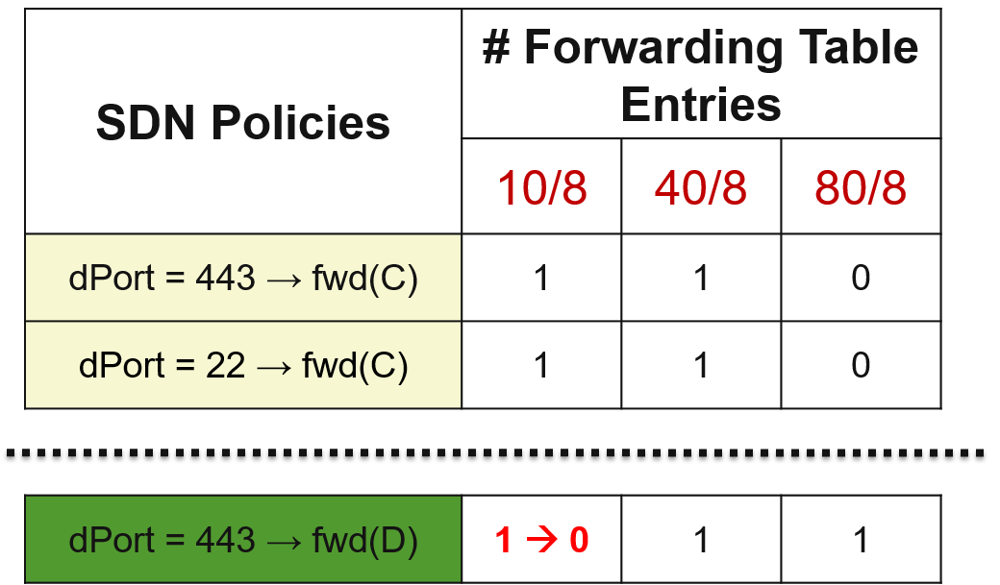 SDN Policies
# Forwarding Table
Entries
10/8 40/8 80/8
dPort = 443 → fwd(C) 1 1 0
dPort = 22 → fwd(C) 1 1 0
dPort = 443 → fwd(D) 1 → 0 1 1